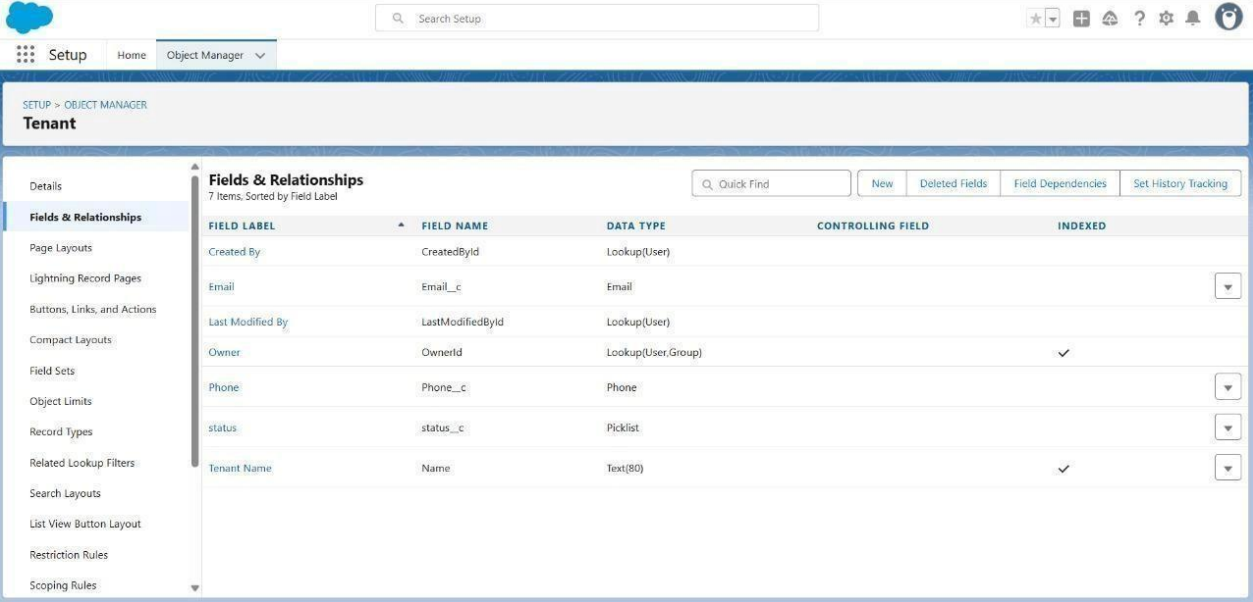 Search Setup
Setup Home Object Manager
SETUP > OBJECT MANAGER
Tenant
Details
Fields & Relationships
Page Layouts
Lightning Record Pages
Buttons, Links, and Actions
Compact Layouts
Field Sets
Object Limits
Record Types
Related Lookup Filters
Search Layouts
List View Button Layout
Restriction Rules
Scoping Rules
Fields & Relationships
7 Items, Sorted by Field Label
Quick Find New Deleted Fields Field Dependencies Set History Tracking
FIELD LABEL FIELD NAME DATA TYPE CONTROLLING FIELD INDEXED
Created By CreatedById Lookup(User)
Email Email__c Email
Last Modified By LastModifiedById Lookup(User)
Owner OwnerId Lookup(User,Group)
Phone Phone__c Phone
status status__c Picklist
Tenant Name Name Text(80)